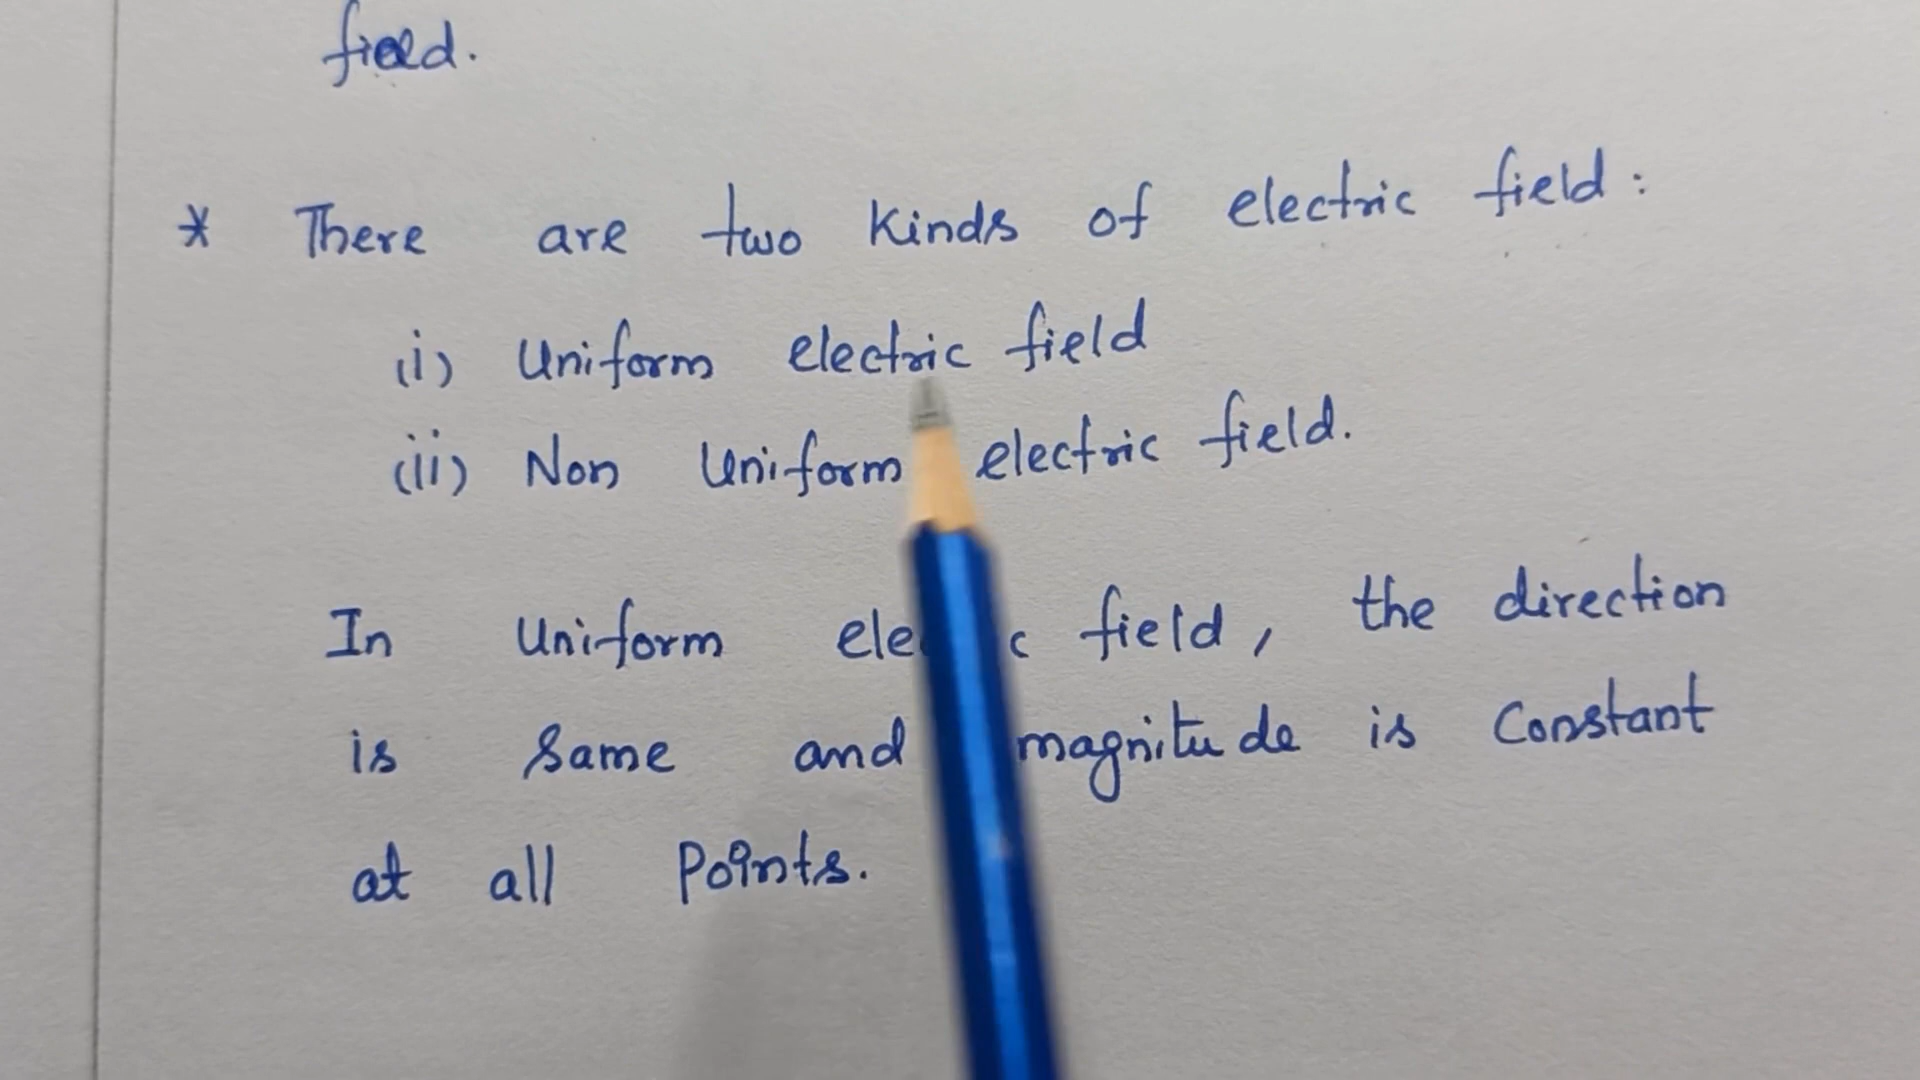 field.
* There are two kinds of electric field:
(i) Uniform electric field
(ii) Non Uniform electric field.
In Uniform field, the direction
is same and magnitude is Constant
at all Points.